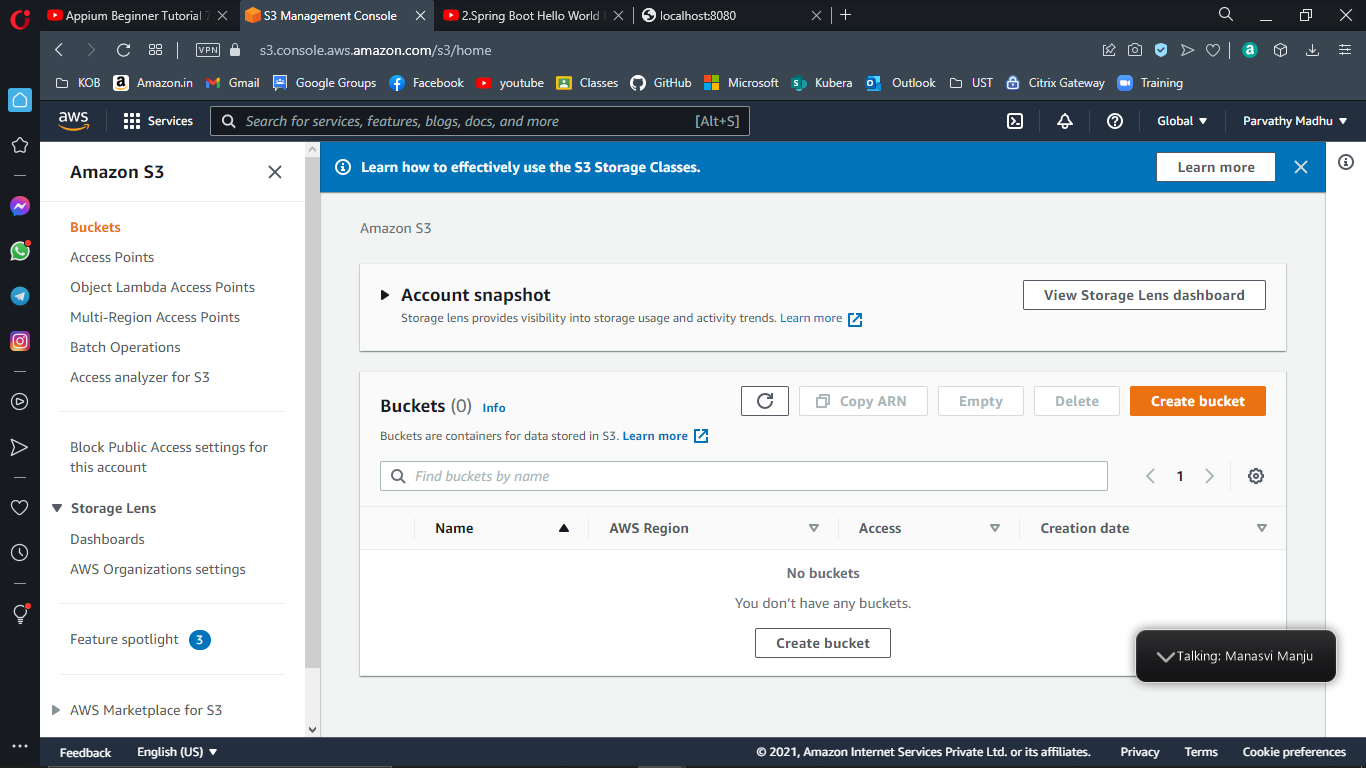 Appium Beginner Tutorial 7
S3 Management Console
2.Spring Boot Hello World
localhost:8080
VPN
s3.console.aws.amazon.com/s3/home
KOB
Amazon.in
Gmail
Google Groups
Facebook
youtube
Classes
GitHub
Microsoft
Kubera
Outlook
UST
Citrix Gateway
Training
aws
Services
Search for services, features, blogs, docs, and more
[Alt+S]
Global
Parvathy Madhu
Amazon S3
Buckets
Access Points
Object Lambda Access Points
Multi-Region Access Points
Batch Operations
Access analyzer for S3
Block Public Access settings for
this account
Storage Lens
Dashboards
AWS Organizations settings
Feature spotlight 3
AWS Marketplace for S3
Learn how to effectively use the S3 Storage Classes.
Learn more
Amazon S3
Account snapshot
Storage lens provides visibility into storage usage and activity trends. Learn more
View Storage Lens dashboard
Buckets (0) Info
Copy ARN
Empty
Delete
Create bucket
Buckets are containers for data stored in S3. Learn more
Find buckets by name
1
Name
AWS Region
Access
Creation date
No buckets
You don't have any buckets.
Create bucket
Talking: Manasvi Manju
Feedback
English (US)
© 2021, Amazon Internet Services Private Ltd. or its affiliates.
Privacy
Terms
Cookie preferences